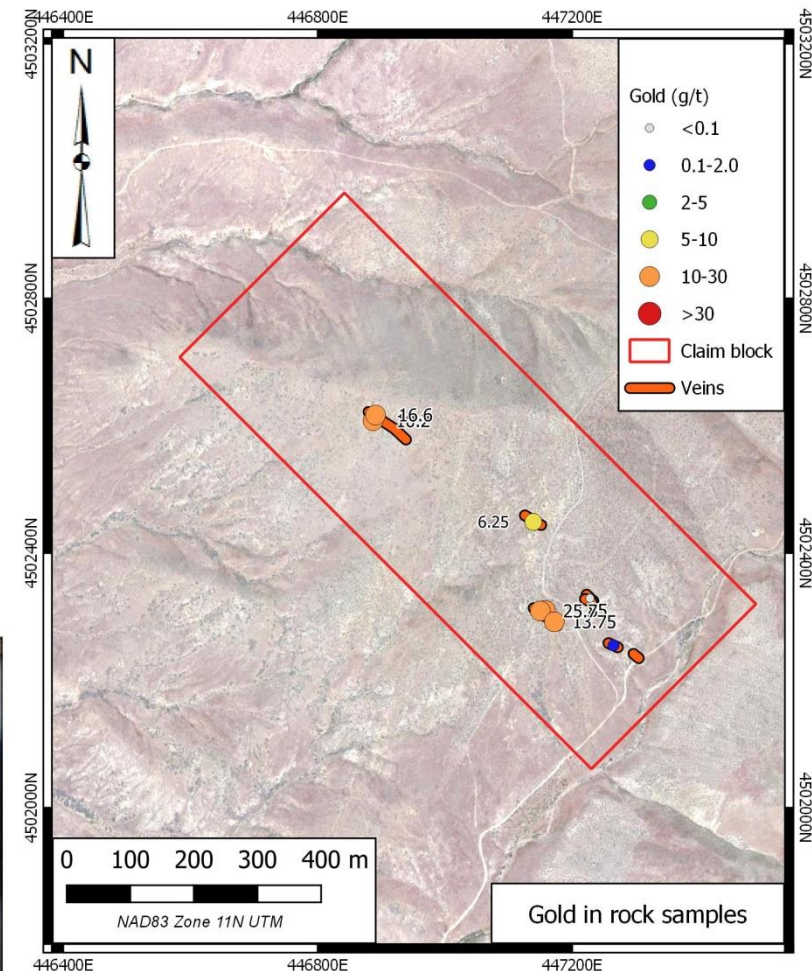 446400E 446800E 447200E
4503200N 4503200N
N
Gold (g/t)
<0.1
0.1-2.0
2-5
5-10
10-30
>30
Claim block
Veins
4502800N 4502800N
16.6
6.25
4502400N 4502400N
13.75
4502000N 4502000N
0 100 200 300 400 m
NAD83 Zone 11N UTM
Gold in rock samples
446400E 446800E 447200E